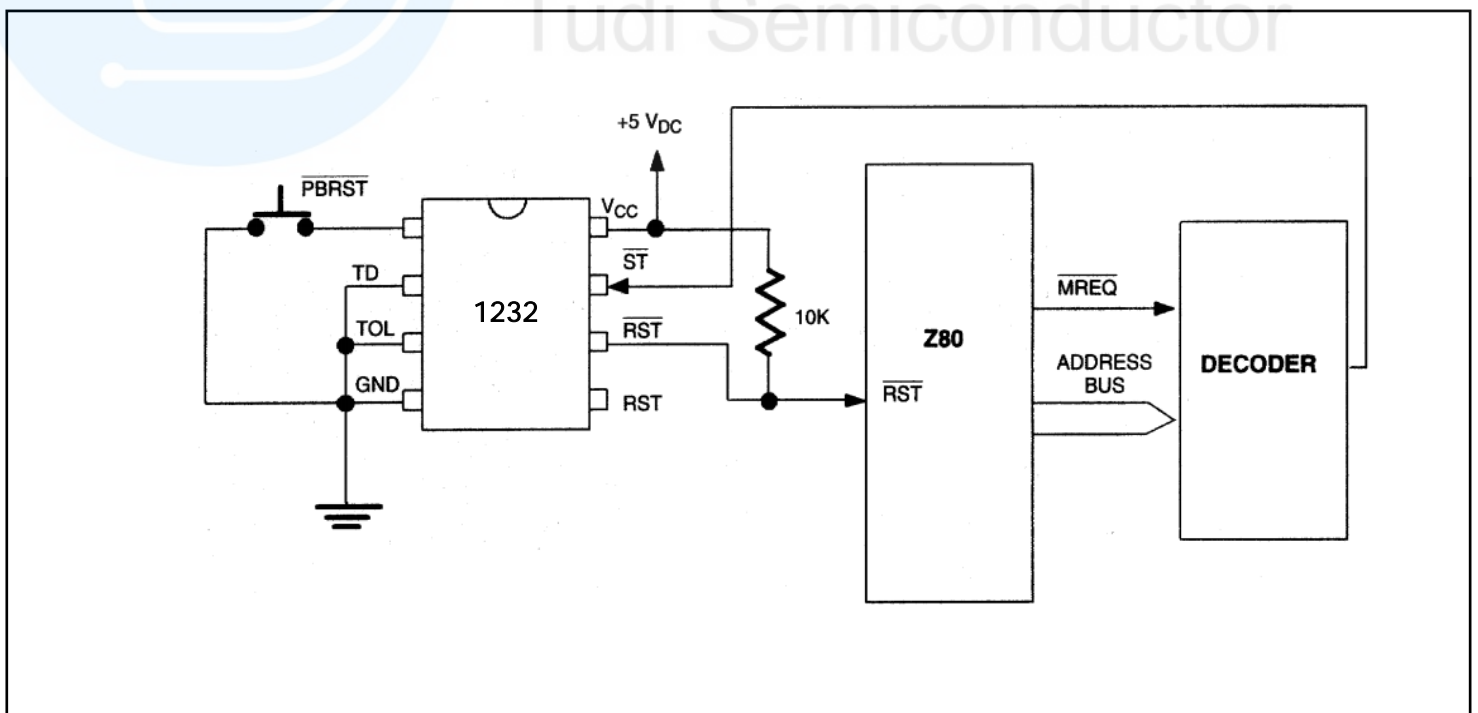 Tudi Semiconductor
+5 VDC
PBRST
VCC
TD
ST
1232
TOL
RST
10K
GND
RST
Z80
RST
MREQ
ADDRESS
BUS
DECODER